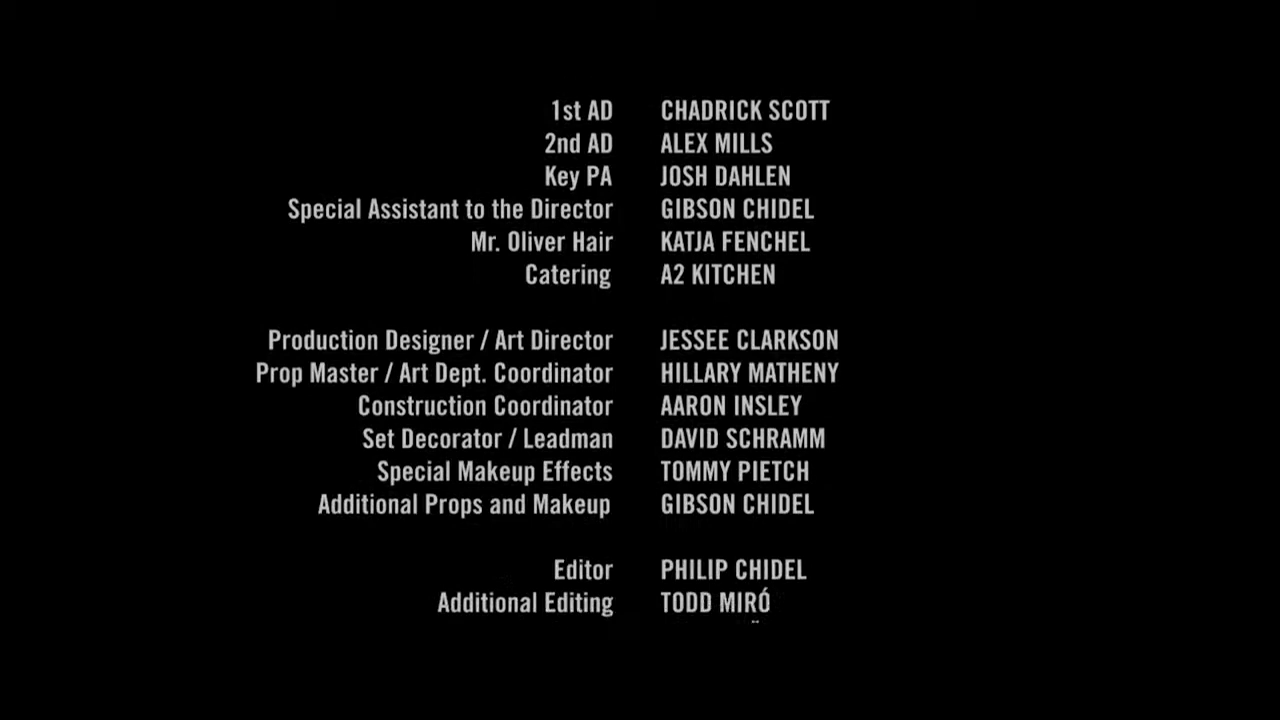 1st AD CHADRICK SCOTT
2nd AD ALEX MILLS
Key PA JOSH DAHLEN
Special Assistant to the Director GIBSON CHIDEL
Mr. Oliver Hair KATJA FENCHEL
Catering A2 KITCHEN
Production Designer / Art Director JESSEE CLARKSON
Prop Master / Art Dept. Coordinator HILLARY MATHENY
Construction Coordinator AARON INSLEY
Set Decorator / Leadman DAVID SCHRAMM
Special Makeup Effects TOMMY PIETCH
Additional Props and Makeup GIBSON CHIDEL
Editor PHILIP CHIDEL
Additional Editing TODD MIRÓ